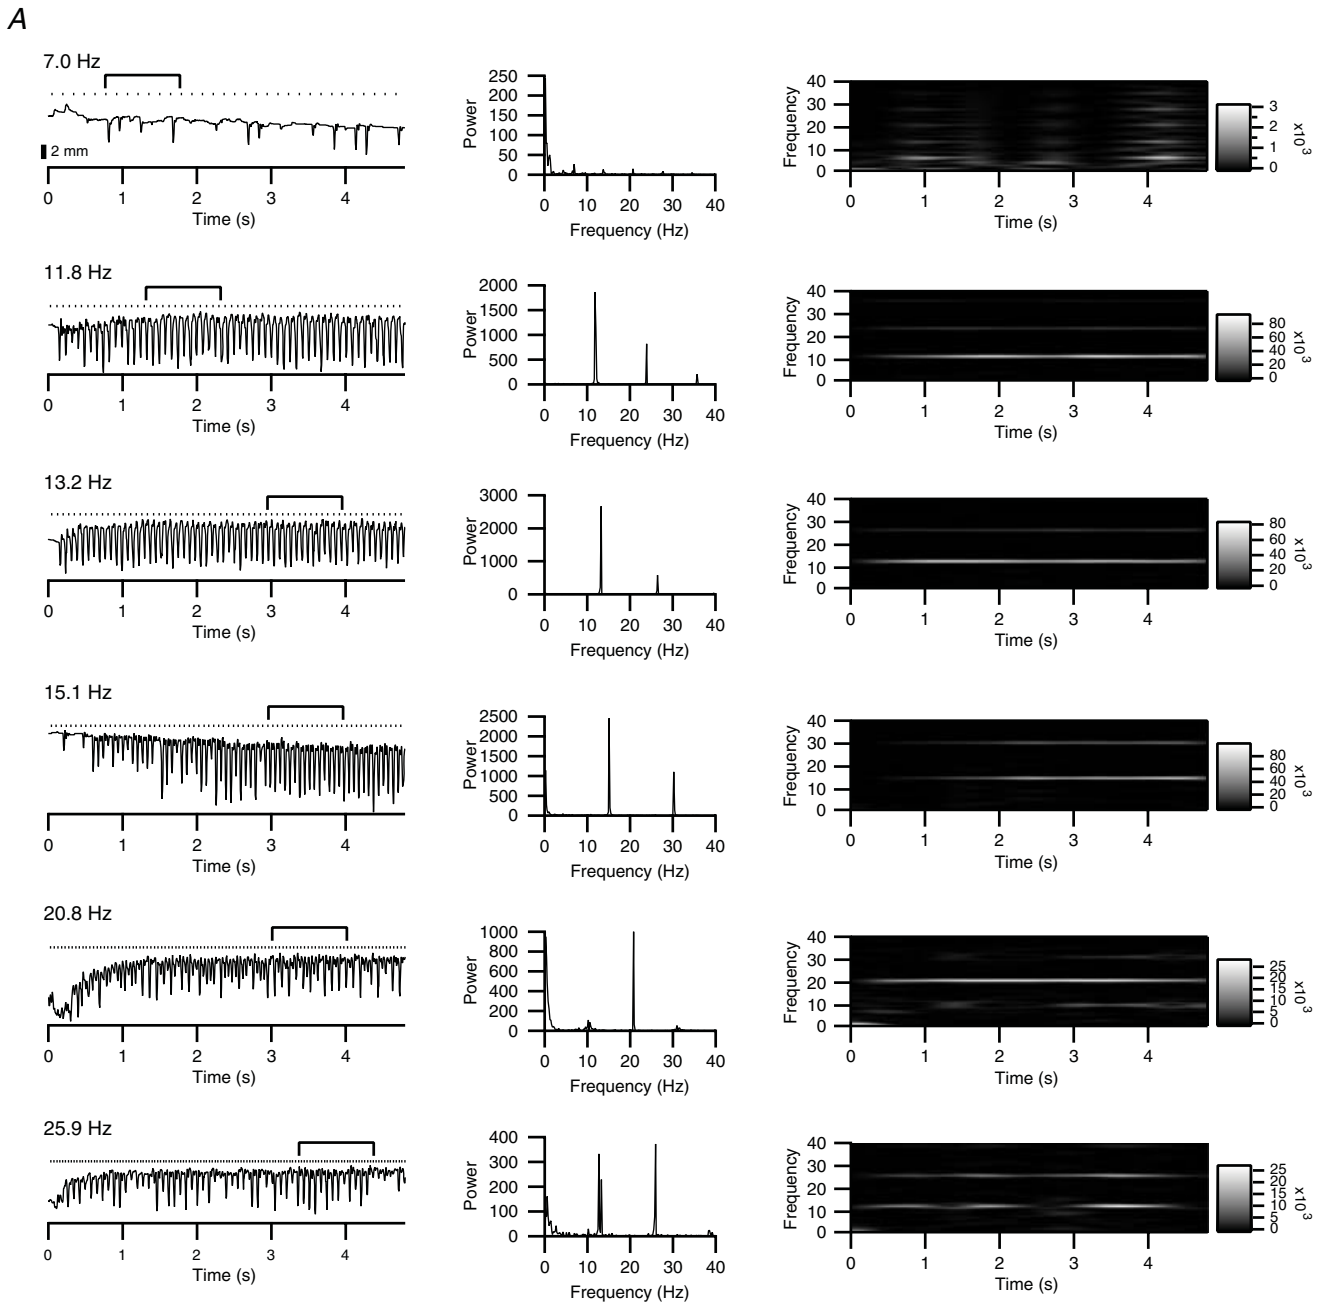 A
7.0 Hz
2 mm
0 1 2 3 4
Time (s)
Power
250
200
150
100
50
0
0 10 20 30 40
Frequency (Hz)
Frequency
40
30
20
10
0
0 1 2 3 4
Time (s)
3
2
1
0
x10³
11.8 Hz
0 1 2 3 4
Time (s)
Power
2000
1500
1000
500
0
0 10 20 30 40
Frequency (Hz)
Frequency
40
30
20
10
0
0 1 2 3 4
Time (s)
80
60
40
20
0
x10³
13.2 Hz
0 1 2 3 4
Time (s)
Power
3000
2000
1000
0
0 10 20 30 40
Frequency (Hz)
Frequency
40
30
20
10
0
0 1 2 3 4
Time (s)
80
60
40
20
0
x10³
15.1 Hz
0 1 2 3 4
Time (s)
Power
2500
2000
1500
1000
500
0
0 10 20 30 40
Frequency (Hz)
Frequency
40
30
20
10
0
0 1 2 3 4
Time (s)
80
60
40
20
0
x10³
20.8 Hz
0 1 2 3 4
Time (s)
Power
1000
800
600
400
200
0
0 10 20 30 40
Frequency (Hz)
Frequency
40
30
20
10
0
0 1 2 3 4
Time (s)
25
20
15
10
5
0
x10³
25.9 Hz
0 1 2 3 4
Time (s)
Power
400
300
200
100
0
0 10 20 30 40
Frequency (Hz)
Frequency
40
30
20
10
0
0 1 2 3 4
Time (s)
25
20
15
10
5
0
x10³